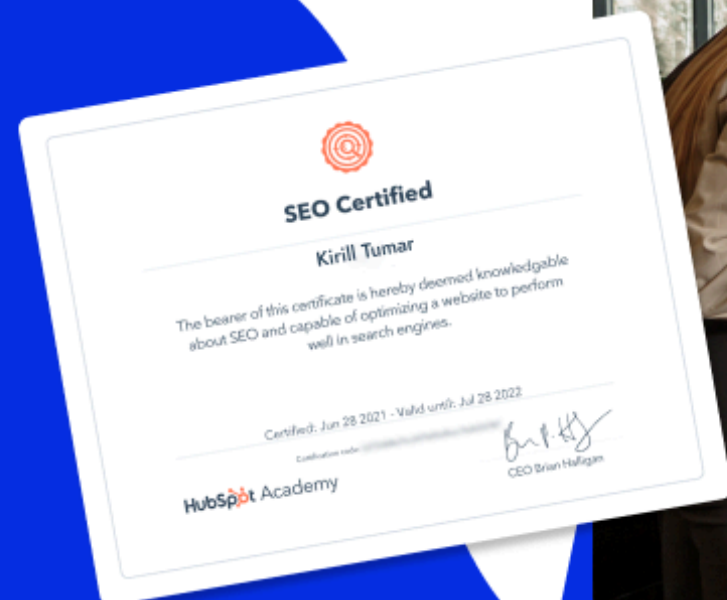 SEO Certified
Kirill Tumar
The bearer of this certificate is hereby deemed knowledgable
about SEO and capable of optimizing a website to perform
well in search engines.
Certified: Jun 28 2021 - Valid until: Jul 28 2022
Certification code:
HubSpot Academy
CEO Brian Halligan